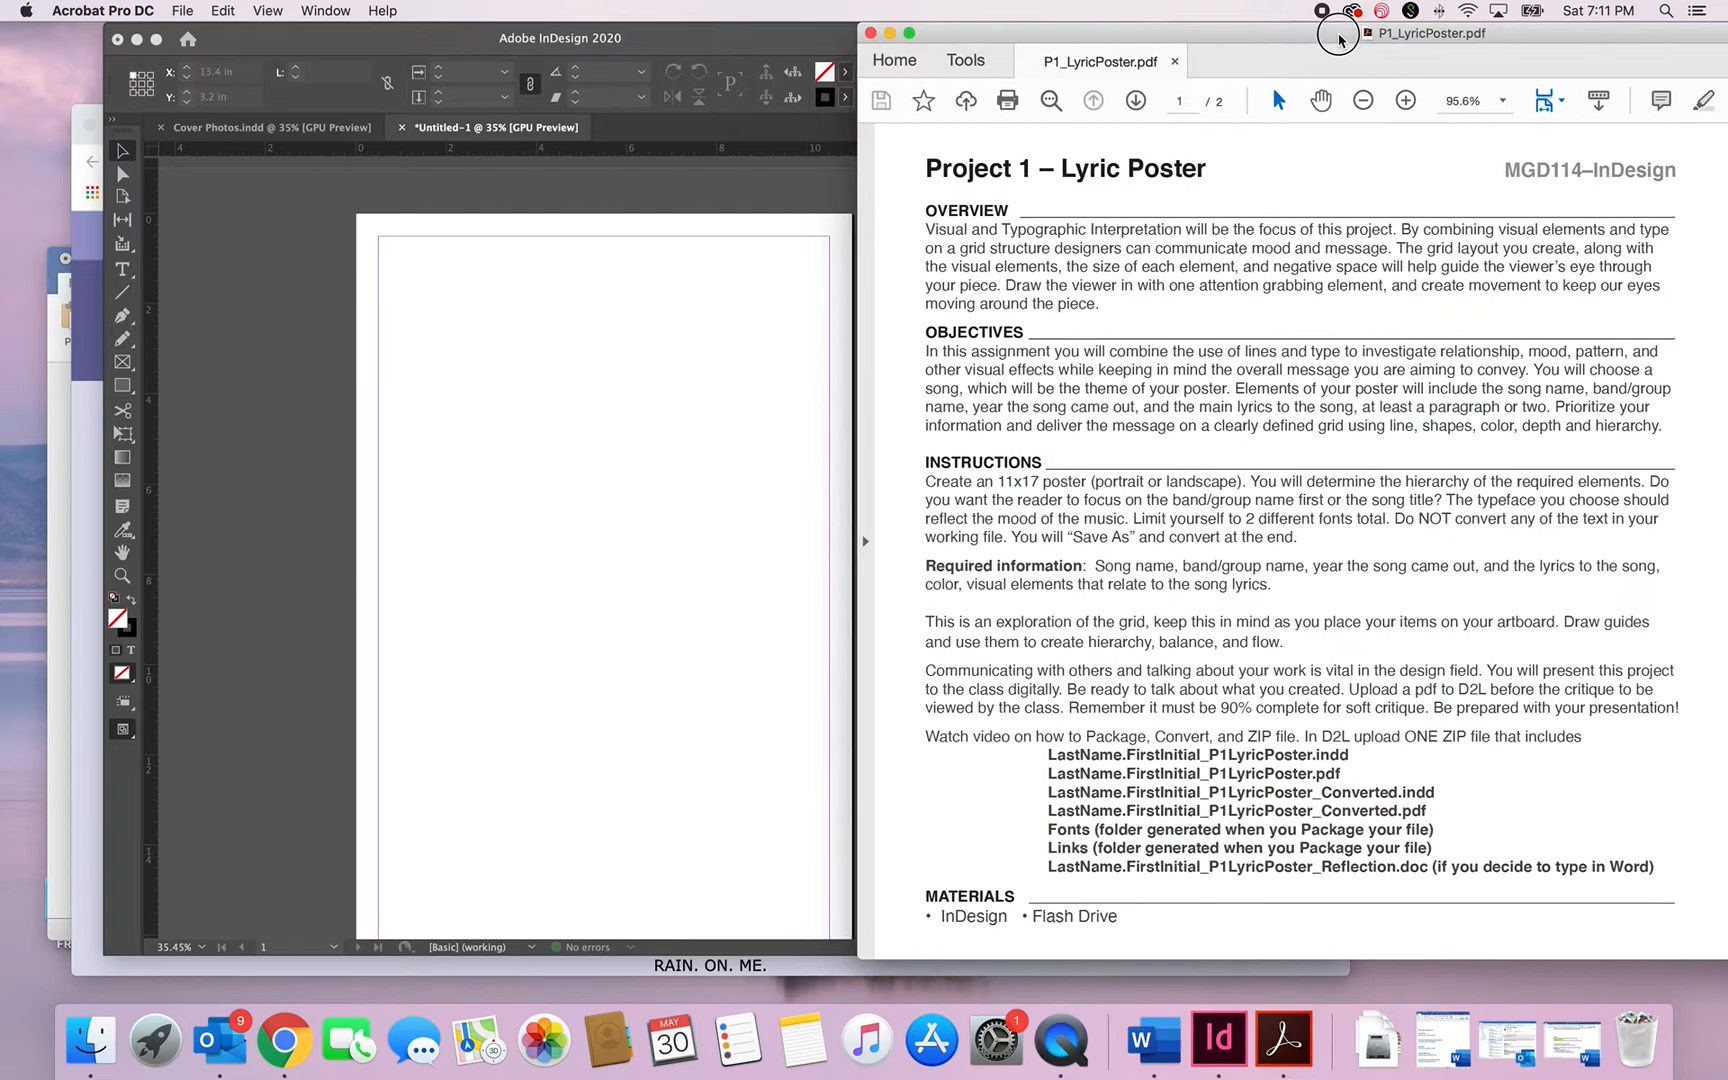 Acrobat Pro DC File Edit View Window Help Sat 7:11 PM
Adobe InDesign 2020
P1_LyricPoster.pdf
Home Tools P1_LyricPoster.pdf ×
X: 13.4 in L:
Y: 3.2 in
1 / 2 95.6%
× Cover Photos.indd @ 35% [GPU Preview] × *Untitled-1 @ 35% [GPU Preview]
4 2 0 2 4 6 8 10
0
2
4
6
8
10
12
14
Project 1 – Lyric Poster MGD114–InDesign
OVERVIEW
Visual and Typographic Interpretation will be the focus of this project. By combining visual elements and type
on a grid structure designers can communicate mood and message. The grid layout you create, along with
the visual elements, the size of each element, and negative space will help guide the viewer's eye through
your piece. Draw the viewer in with one attention grabbing element, and create movement to keep our eyes
moving around the piece.
OBJECTIVES
In this assignment you will combine the use of lines and type to investigate relationship, mood, pattern, and
other visual effects while keeping in mind the overall message you are aiming to convey. You will choose a
song, which will be the theme of your poster. Elements of your poster will include the song name, band/group
name, year the song came out, and the main lyrics to the song, at least a paragraph or two. Prioritize your
information and deliver the message on a clearly defined grid using line, shapes, color, depth and hierarchy.
INSTRUCTIONS
Create an 11x17 poster (portrait or landscape). You will determine the hierarchy of the required elements. Do
you want the reader to focus on the band/group name first or the song title? The typeface you choose should
reflect the mood of the music. Limit yourself to 2 different fonts total. Do NOT convert any of the text in your
working file. You will “Save As” and convert at the end.
Required information: Song name, band/group name, year the song came out, and the lyrics to the song,
color, visual elements that relate to the song lyrics.
This is an exploration of the grid, keep this in mind as you place your items on your artboard. Draw guides
and use them to create hierarchy, balance, and flow.
Communicating with others and talking about your work is vital in the design field. You will present this project
to the class digitally. Be ready to talk about what you created. Upload a pdf to D2L before the critique to be
viewed by the class. Remember it must be 90% complete for soft critique. Be prepared with your presentation!
Watch video on how to Package, Convert, and ZIP file. In D2L upload ONE ZIP file that includes
LastName.FirstInitial_P1LyricPoster.indd
LastName.FirstInitial_P1LyricPoster.pdf
LastName.FirstInitial_P1LyricPoster_Converted.indd
LastName.FirstInitial_P1LyricPoster_Converted.pdf
Fonts (folder generated when you Package your file)
Links (folder generated when you Package your file)
LastName.FirstInitial_P1LyricPoster_Reflection.doc (if you decide to type in Word)
MATERIALS
• InDesign • Flash Drive
35.45% 1 [Basic] (working) No errors
RAIN. ON. ME.
9
MAY
30
1
W
Id